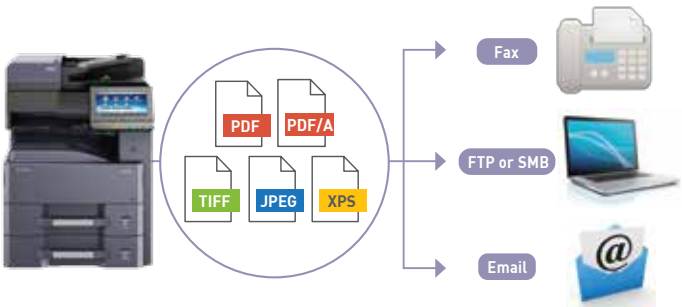 PDF
PDF/A
TIFF
JPEG
XPS
Fax
FTP or SMB
Email
@